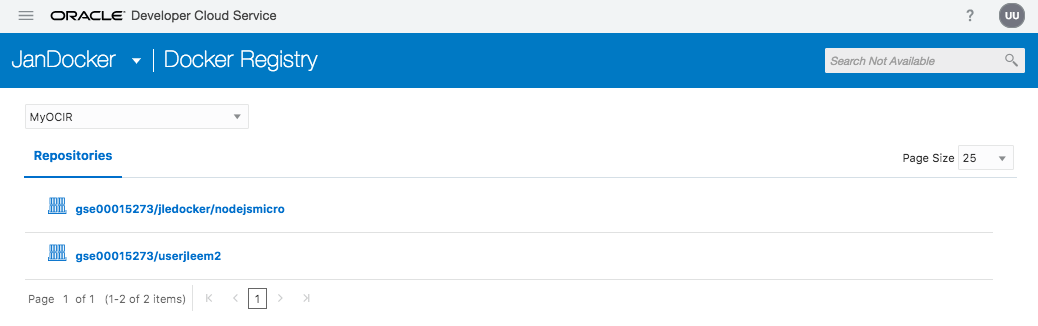 ORACLE Developer Cloud Service ? UU
JanDocker Docker Registry Search Not Available
MyOCIR
Repositories Page Size 25
gse00015273/jledocker/nodejsmicro
gse00015273/userjleem2
Page 1 of 1 (1-2 of 2 items) 1